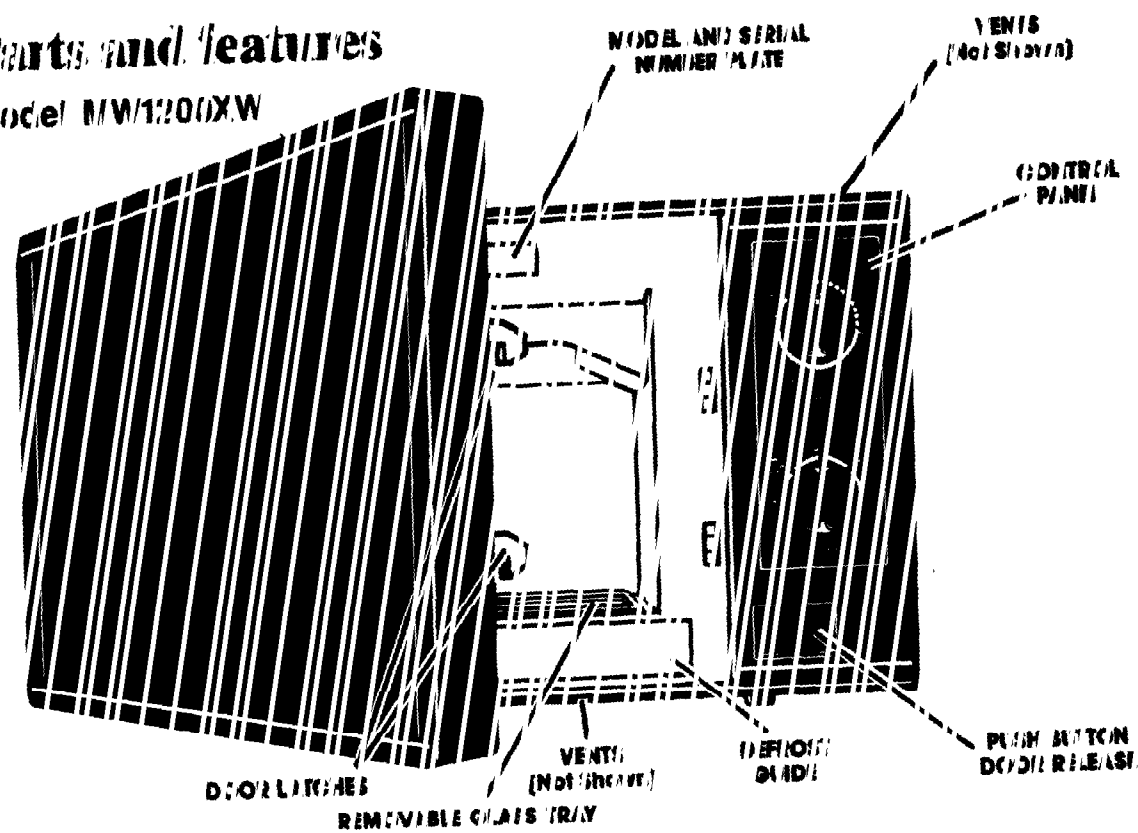 arts and features
odel MW1200XW
MODEL AND SERIAL
NUMBER PLATE
VENTS
(Not Shown)
CONTROL
PANEL
VENTS
(Not Shown)
DEFROST
GUIDE
PUSH BUTTON
DOOR RELEASE
DOOR LATCHES
REMOVABLE GLASS TRAY